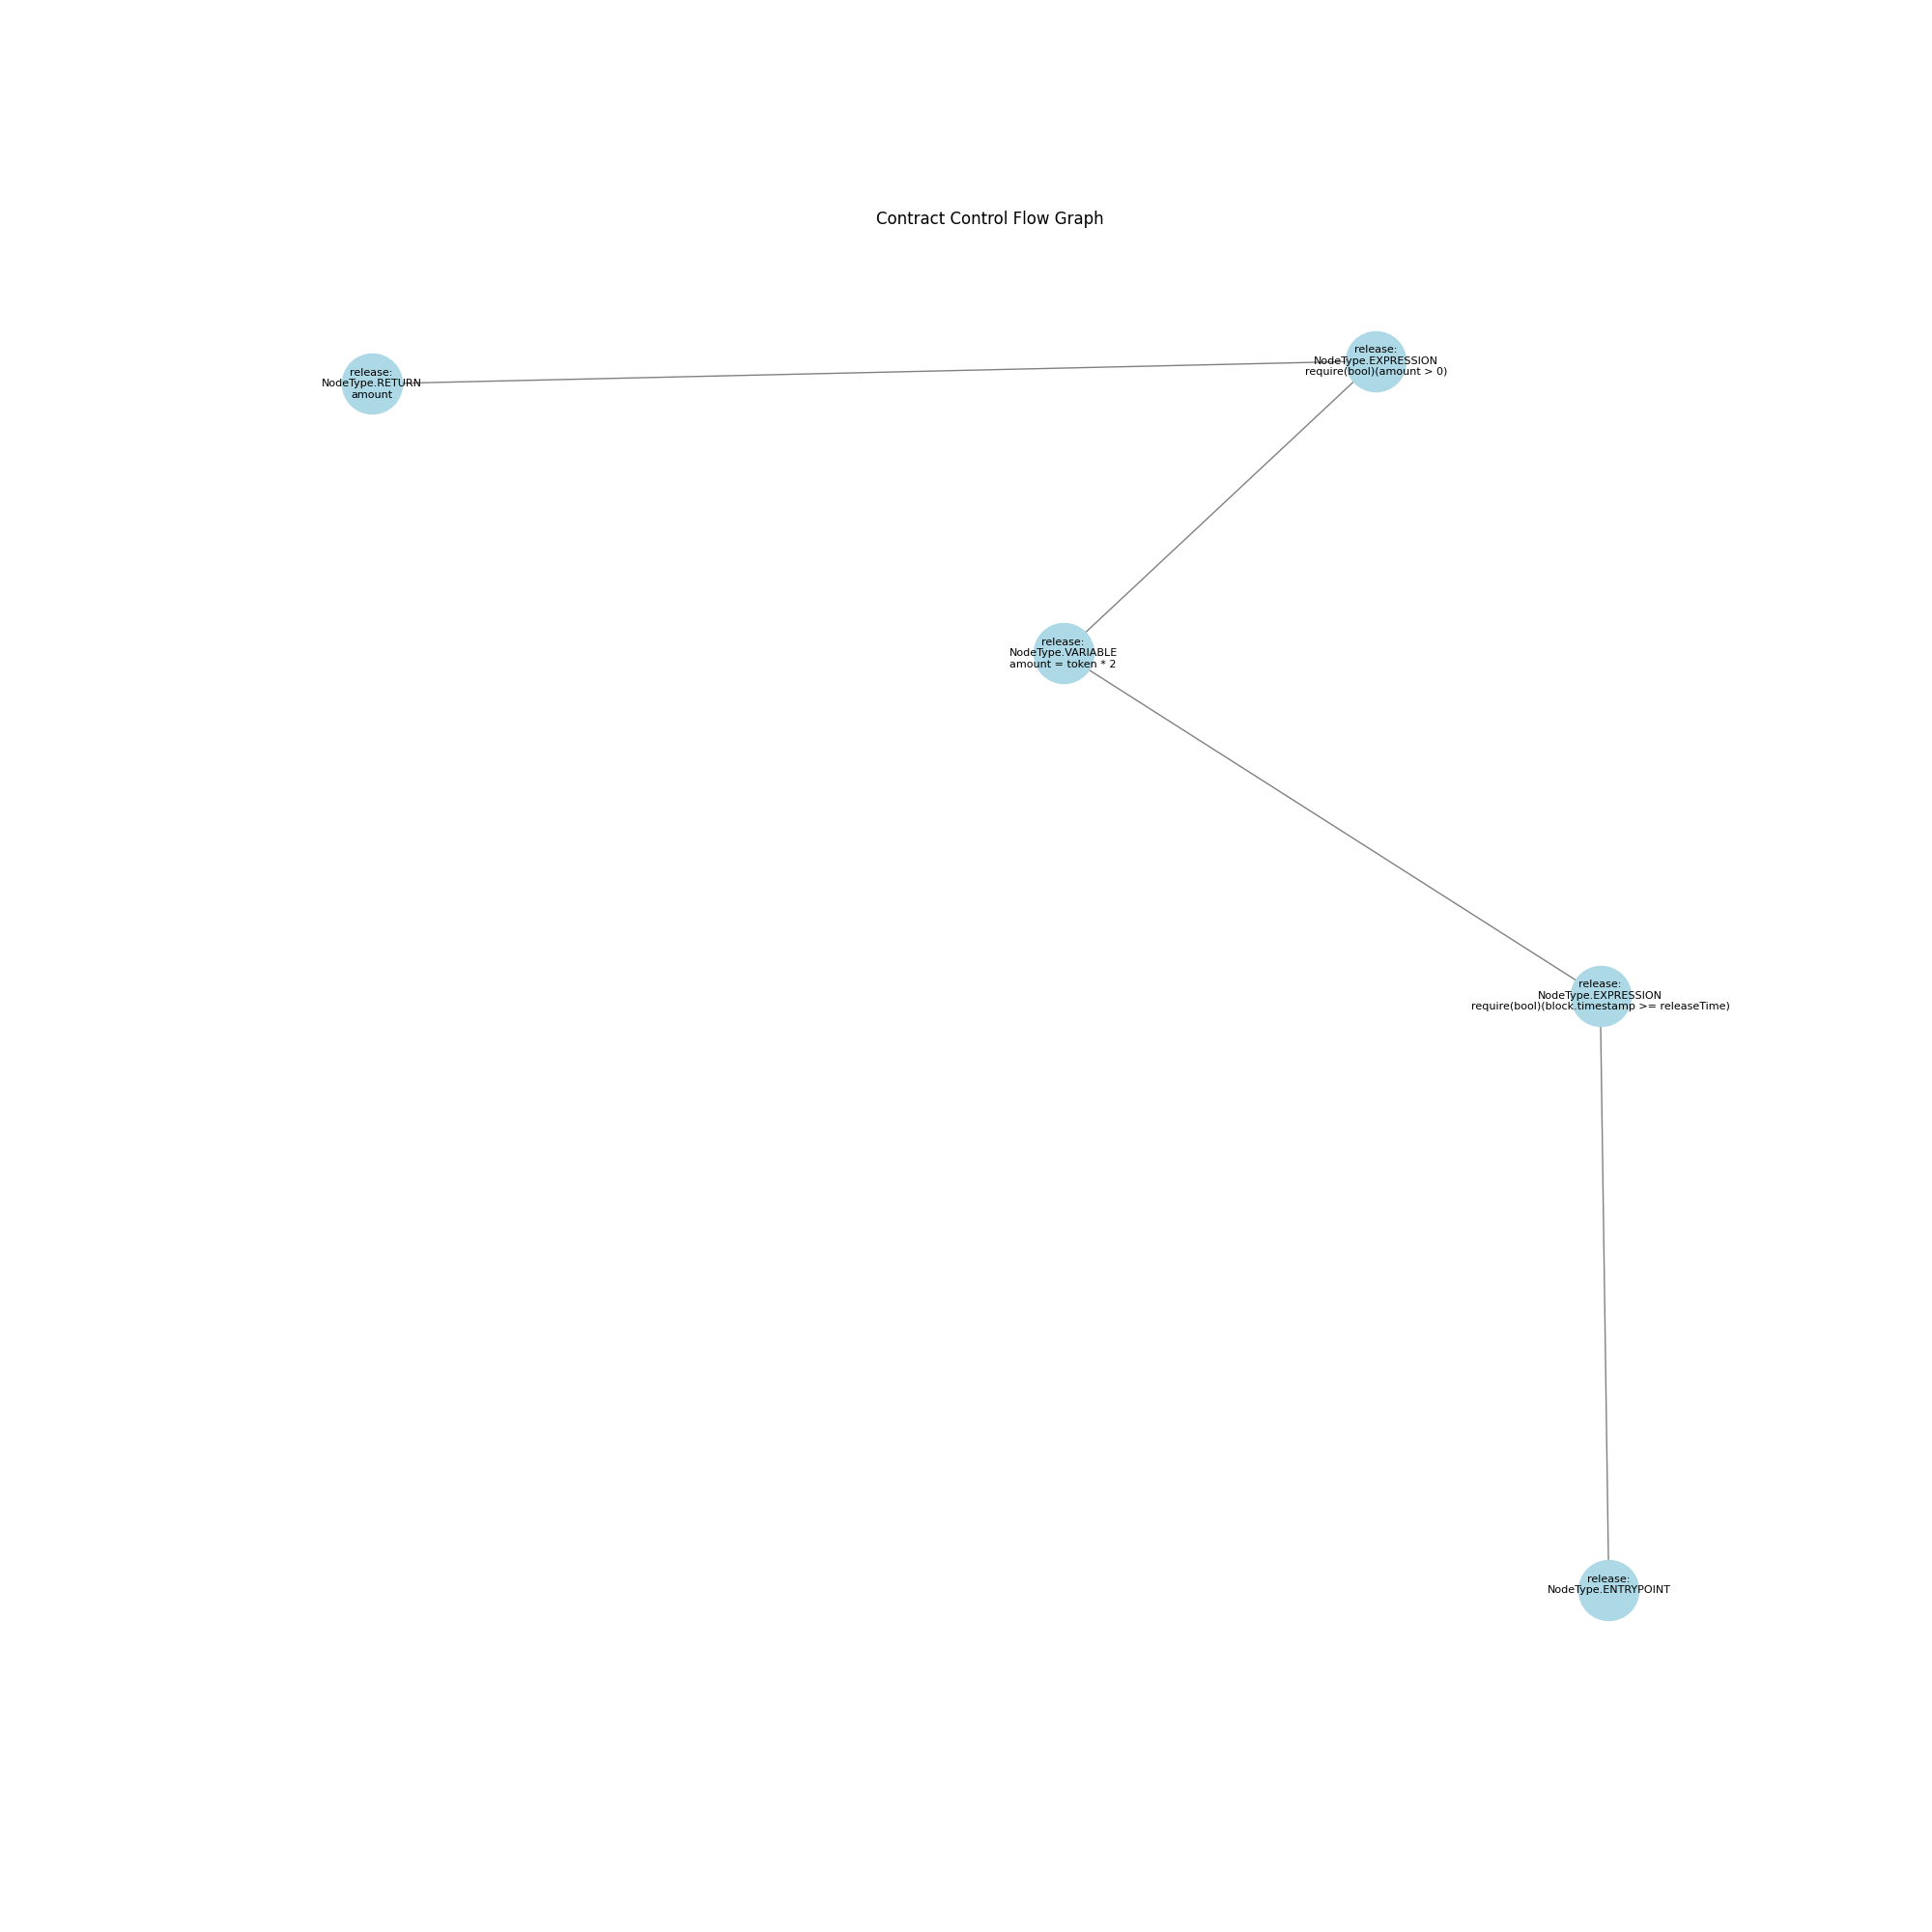 Contract Control Flow Graph
release:
NodeType.EXPRESSION
require(bool)(amount > 0)
release:
NodeType.RETURN
amount
release:
NodeType.VARIABLE
amount = token * 2
release:
NodeType.EXPRESSION
require(bool)(block.timestamp >= releaseTime)
release:
NodeType.ENTRYPOINT